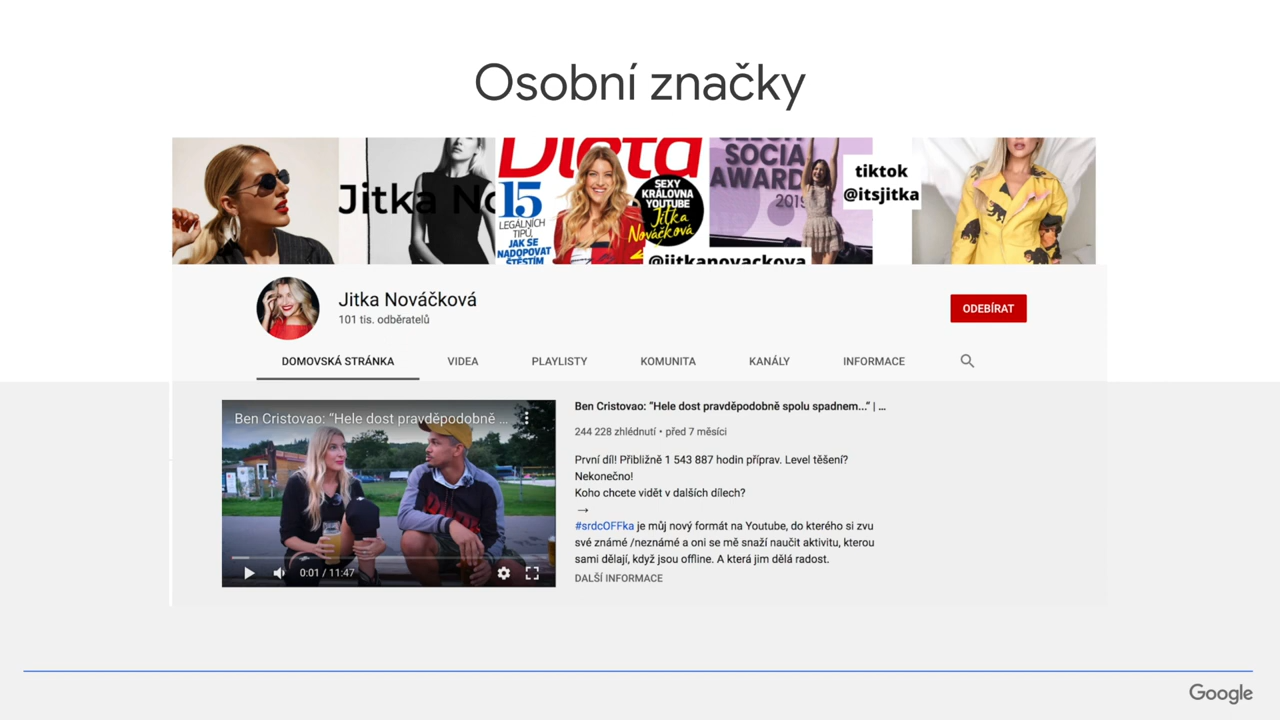 Osobní značky
Jitka No
Dieta
15
LEGÁLNÍCH
TIPŮ,
JAK SE
NADOPOVAT
ŠTĚSTÍM
SEXY
KRÁLOVNA
YOUTUBE
Jitka
Nováčková
SOCIA
AWARD
2019
tiktok
@itsjitka
@jitkanovackova
Jitka Nováčková
101 tis. odběratelů
ODEBÍRAT
DOMOVSKÁ STRÁNKA VIDEA PLAYLISTY KOMUNITA KANÁLY INFORMACE
Ben Cristovao: “Hele dost pravděpodobně ...
0:01 / 11:47
Ben Cristovao: “Hele dost pravděpodobně spolu spadnem...” | ...
244 228 zhlédnutí • před 7 měsíci
První díl! Přibližně 1 543 887 hodin příprav. Level těšení?
Nekonečno!
Koho chcete vidět v dalších dílech?
→
#srdcOFFka je můj nový formát na Youtube, do kterého si zvu
své známé /neznámé a oni se mě snaží naučit aktivitu, kterou
sami dělají, když jsou offline. A která jim dělá radost.
DALŠÍ INFORMACE
Google